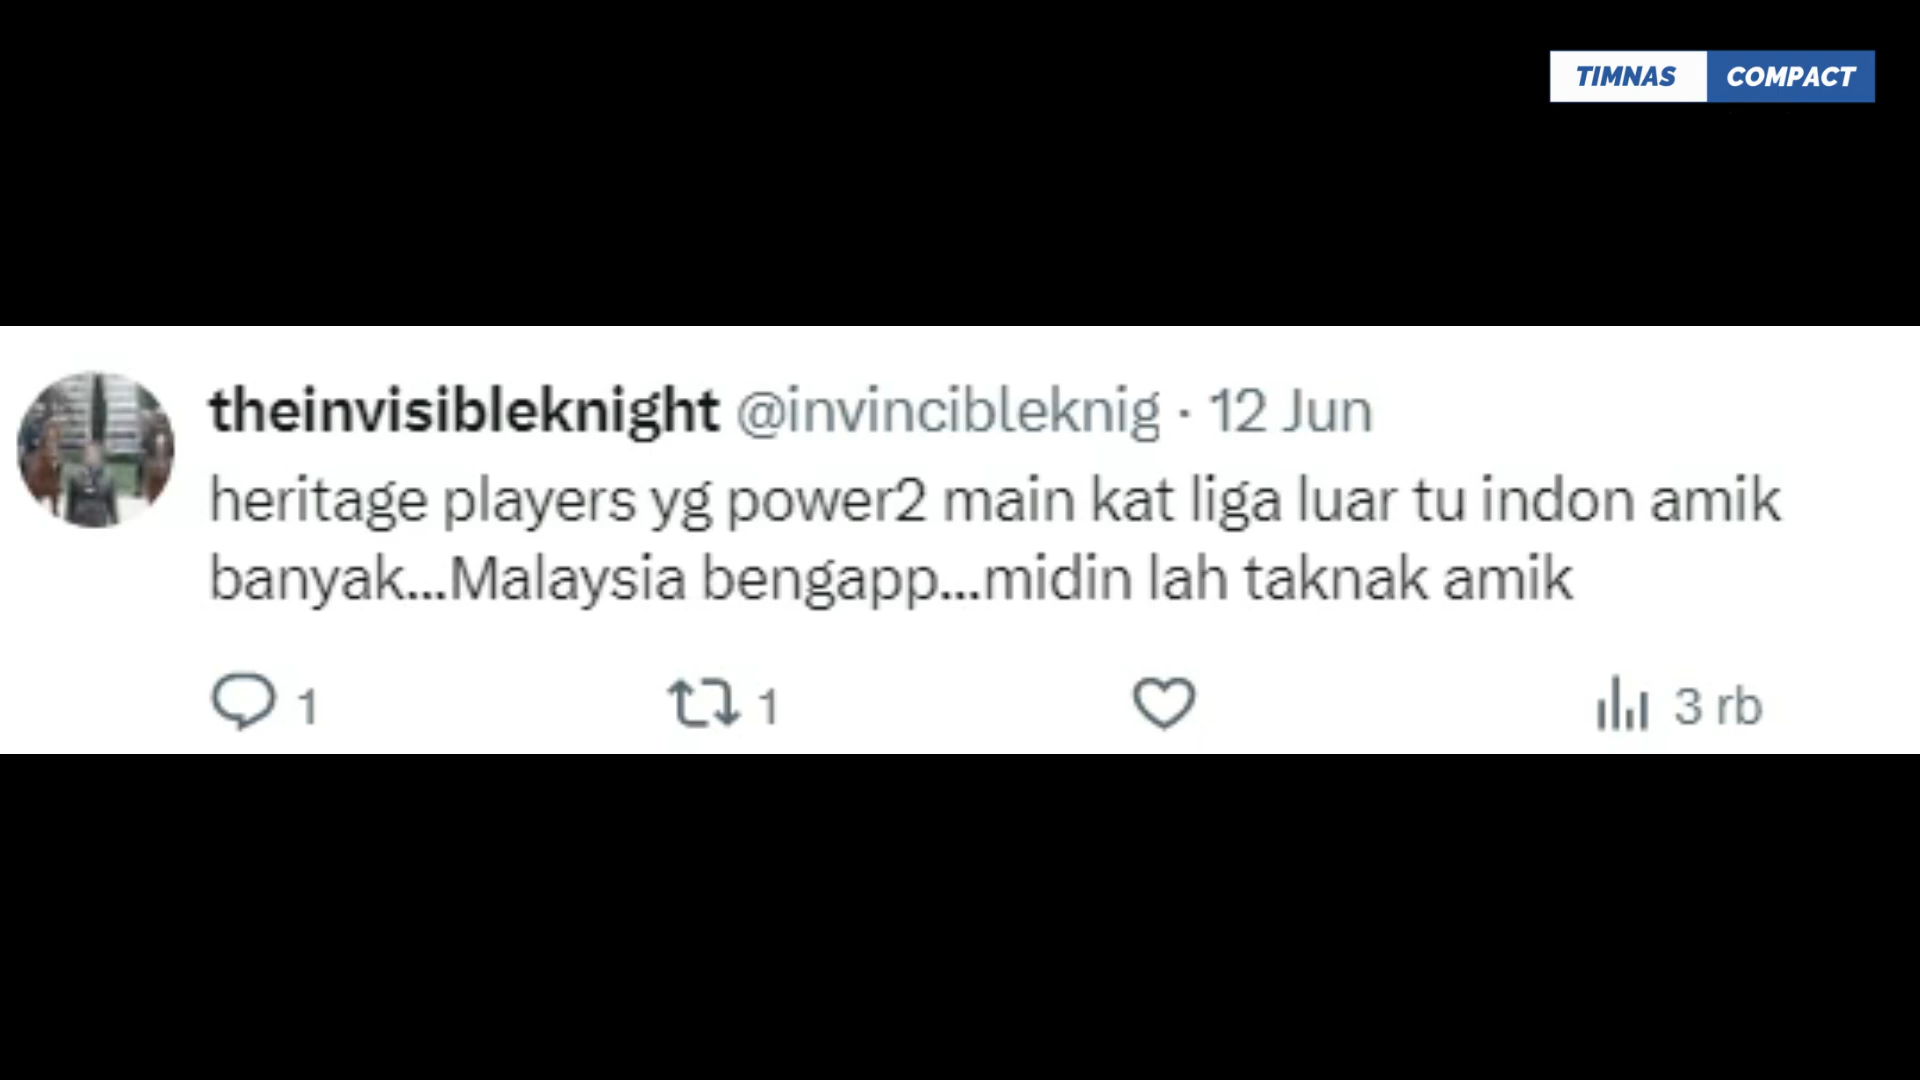 TIMNAS COMPACT
theinvisibleknight @invincibleknig · 12 Jun
heritage players yg power2 main kat liga luar tu indon amik
banyak...Malaysia bengapp...midin lah taknak amik
1 1 3 rb